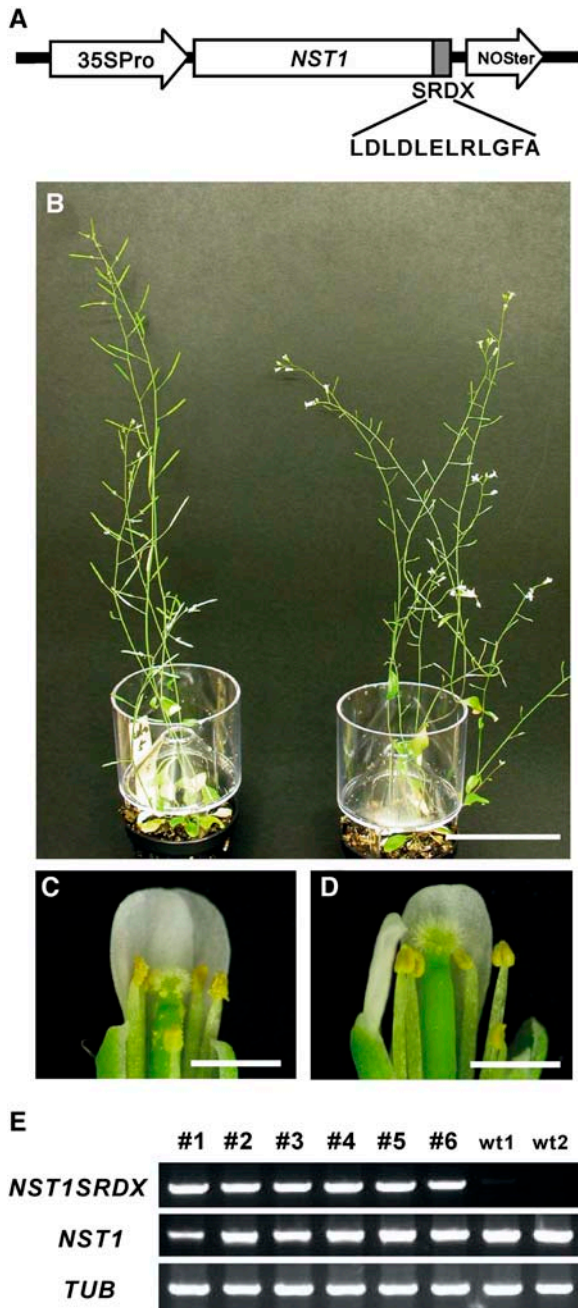 A
35SPro NST1 NOSter
SRDX
LDLDLELRLGFA
B
C D
E
#1 #2 #3 #4 #5 #6 wt1 wt2
NST1SRDX
NST1
TUB